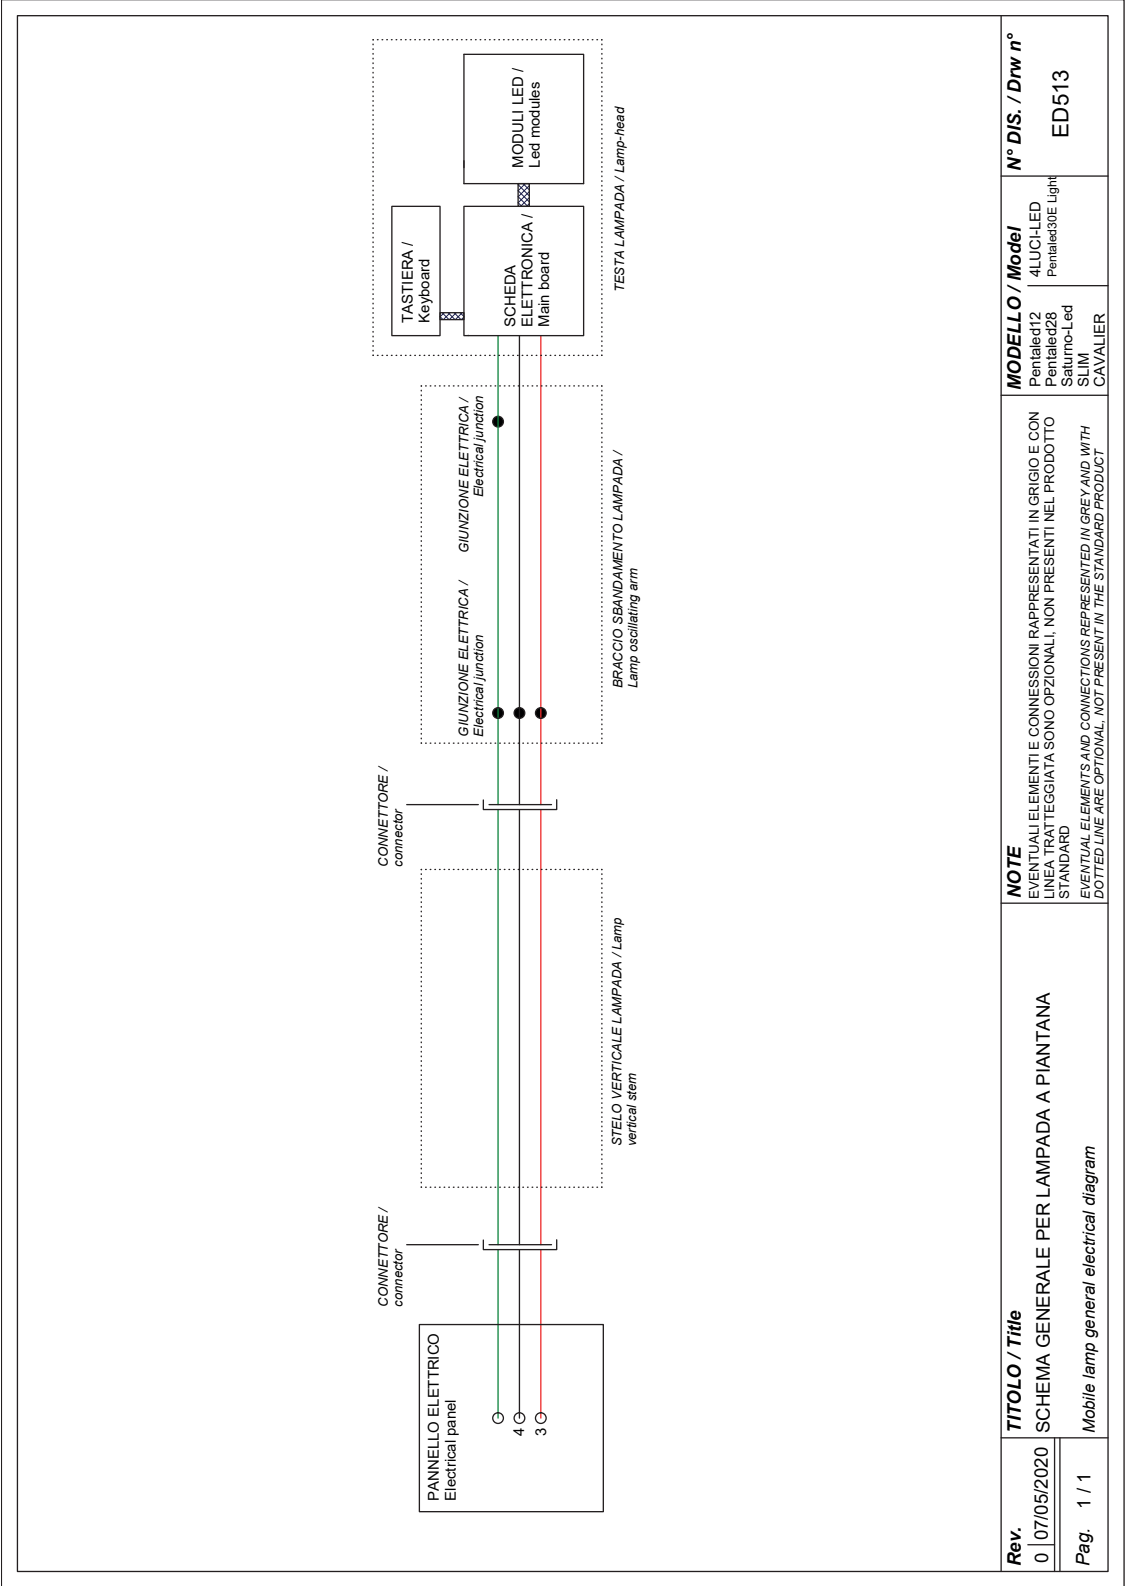 PANNELLO ELETTRICO
Electrical panel
4
3
CONNETTORE /
connector
STELO VERTICALE LAMPADA / Lamp
vertical stem
CONNETTORE /
connector
GIUNZIONE ELETTRICA /
Electrical junction
GIUNZIONE ELETTRICA /
Electrical junction
BRACCIO SBANDAMENTO LAMPADA /
Lamp oscillating arm
TASTIERA /
Keyboard
SCHEDA
ELETTRONICA /
Main board
MODULI LED /
Led modules
TESTA LAMPADA / Lamp-head
Rev.
0 07/05/2020
Pag. 1 / 1
TITOLO / Title
SCHEMA GENERALE PER LAMPADA A PIANTANA
Mobile lamp general electrical diagram
NOTE
EVENTUALI ELEMENTI E CONNESSIONI RAPPRESENTATI IN GRIGIO E CON
LINEA TRATTEGGIATA SONO OPZIONALI, NON PRESENTI NEL PRODOTTO
STANDARD
EVENTUAL ELEMENTS AND CONNECTIONS REPRESENTED IN GREY AND WITH
DOTTED LINE ARE OPTIONAL, NOT PRESENT IN THE STANDARD PRODUCT
MODELLO / Model
Pentaled12
Pentaled28
Saturno-Led
SLIM
CAVALIER
4LUCI-LED
Pentaled30E Light
N° DIS. / Drw n°
ED513